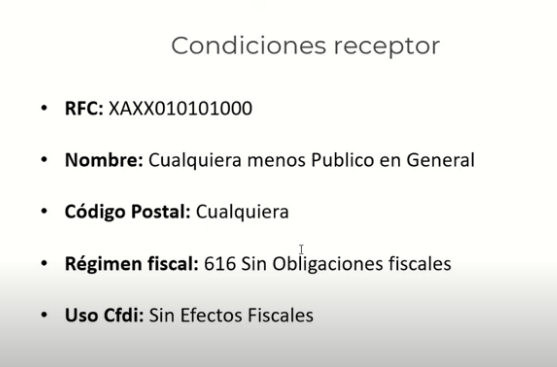 Condiciones receptor
• RFC: XAXX010101000
• Nombre: Cualquiera menos Publico en General
• Código Postal: Cualquiera
• Régimen fiscal: 616 Sin Obligaciones fiscales
• Uso Cfdi: Sin Efectos Fiscales